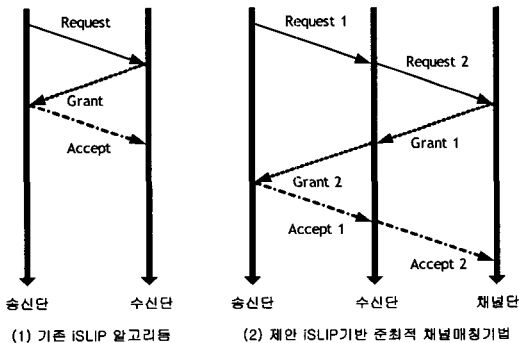 Request
Grant
Accept
송신단 수신단
(1) 기존 iSLIP 알고리듬
Request 1
Request 2
Grant 1
Grant 2
Accept 1
Accept 2
송신단 수신단 채널단
(2) 제안 iSLIP기반 준최적 채널매칭기법